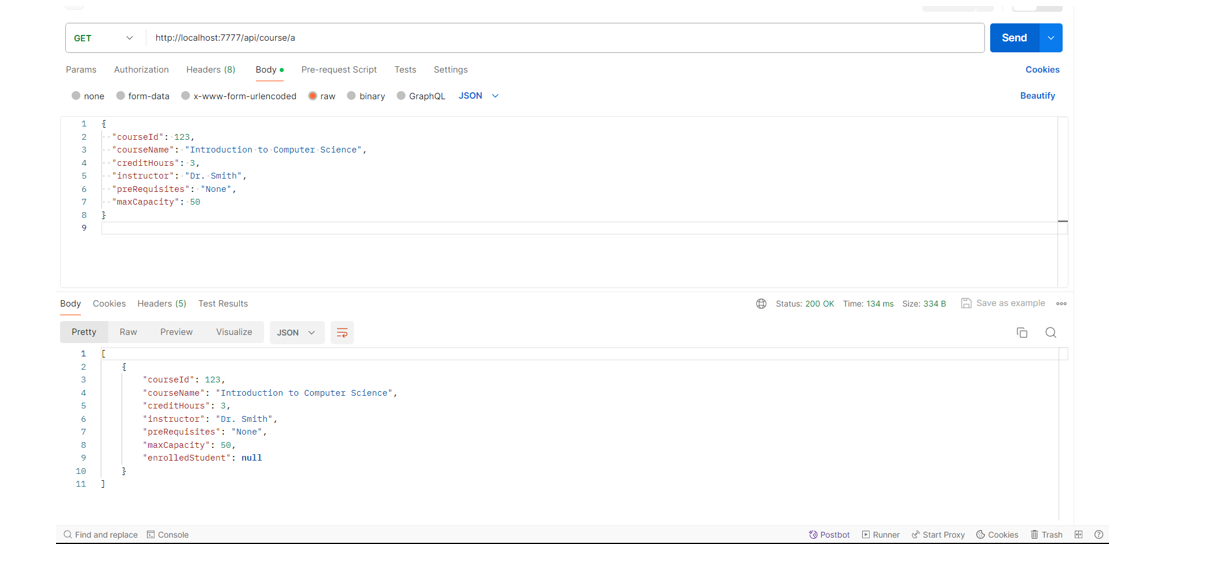 GET http://localhost:7777/api/course/a Send
Params Authorization Headers (8) Body Pre-request Script Tests Settings Cookies
none form-data x-www-form-urlencoded raw binary GraphQL JSON Beautify
1 {
2 "courseId": 123,
3 "courseName": "Introduction to Computer Science",
4 "creditHours": 3,
5 "instructor": "Dr. Smith",
6 "preRequisites": "None",
7 "maxCapacity": 50
8 }
9
Body Cookies Headers (5) Test Results Status: 200 OK Time: 134 ms Size: 334 B Save as example
Pretty Raw Preview Visualize JSON
1 [
2 {
3 "courseId": 123,
4 "courseName": "Introduction to Computer Science",
5 "creditHours": 3,
6 "instructor": "Dr. Smith",
7 "preRequisites": "None",
8 "maxCapacity": 50,
9 "enrolledStudent": null
10 }
11 ]
Find and replace Console Postbot Runner Start Proxy Cookies Trash